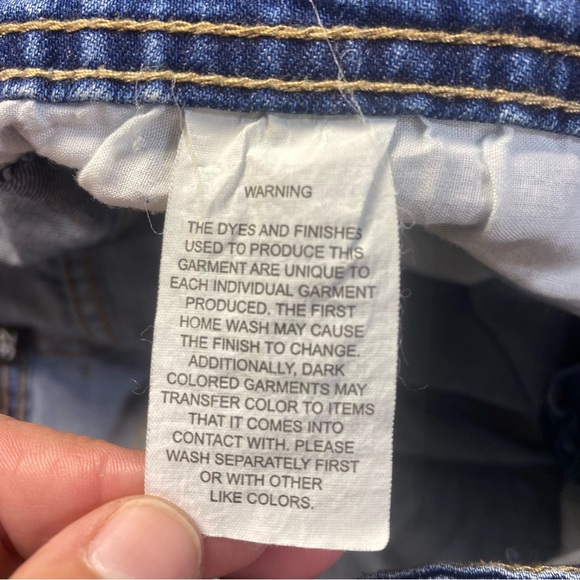 WARNING
THE DYES AND FINISHES
USED TO PRODUCE THIS
GARMENT ARE UNIQUE TO
EACH INDIVIDUAL GARMENT
PRODUCED. THE FIRST
HOME WASH MAY CAUSE
THE FINISH TO CHANGE.
ADDITIONALLY, DARK
COLORED GARMENTS MAY
TRANSFER COLOR TO ITEMS
THAT IT COMES INTO
CONTACT WITH. PLEASE
WASH SEPARATELY FIRST
OR WITH OTHER
LIKE COLORS.